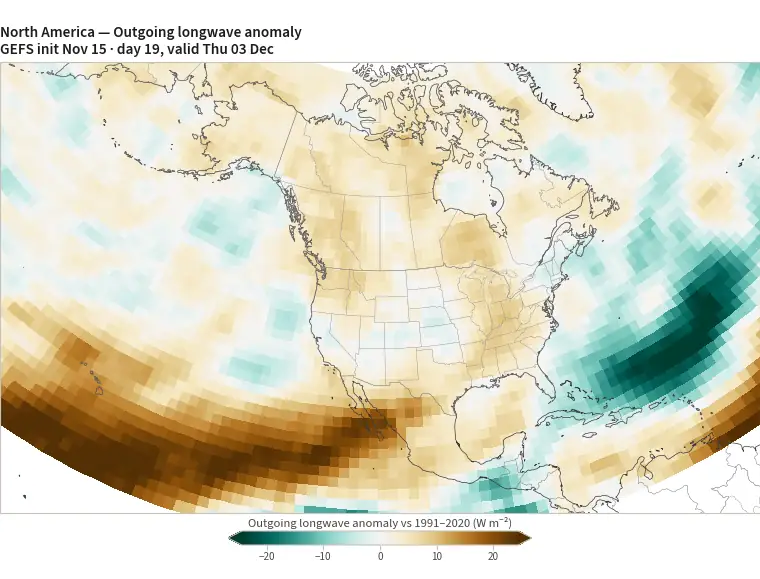 North America — Outgoing longwave anomaly
GEFS init Nov 15 · day 19, valid Thu 03 Dec
Outgoing longwave anomaly vs 1991–2020 (W m⁻²)
−20 −10 0 10 20